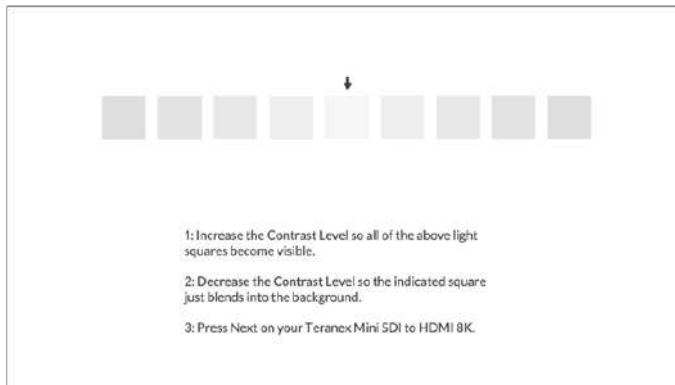 1: Increase the Contrast Level so all of the above light
squares become visible.
2: Decrease the Contrast Level so the indicated square
just blends into the background.
3: Press Next on your Teranex Mini SDI to HDMI 8K.